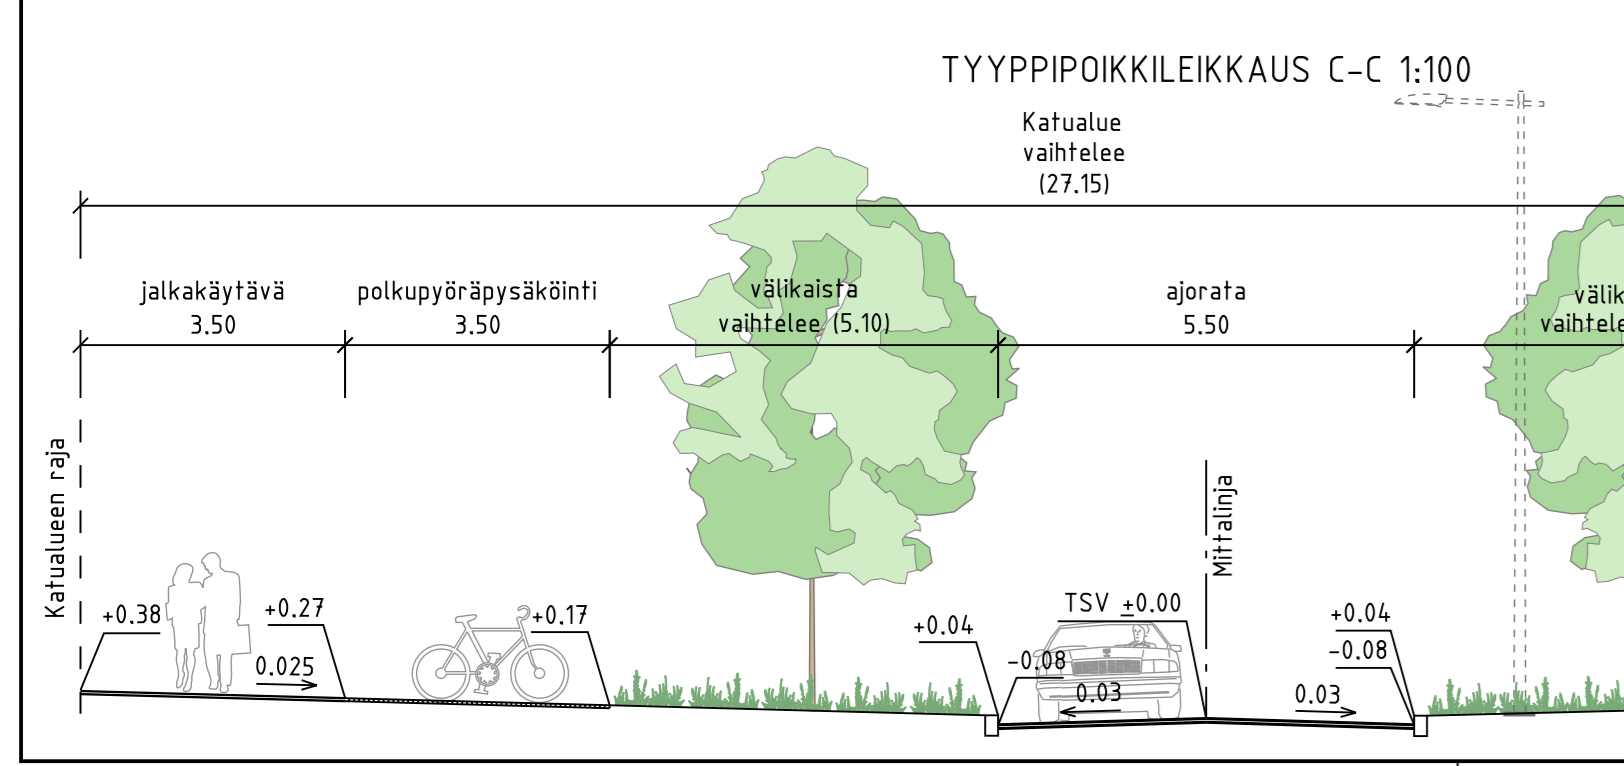 TYYPPIPOIKKILEIKKAUS C-C 1:100
Katualue
vaihtelee
(27.15)
jalkakäytävä
3.50
polkupyöräpysäköinti
3.50
välikaista
vaihtelee (5.10)
ajorata
5.50
Katualueen raja
Mittalinja
+0.38
+0.27
0.025
+0.17
+0.04
-0.08
TSV ±0.00
0.03
+0.04
-0.08
0.03